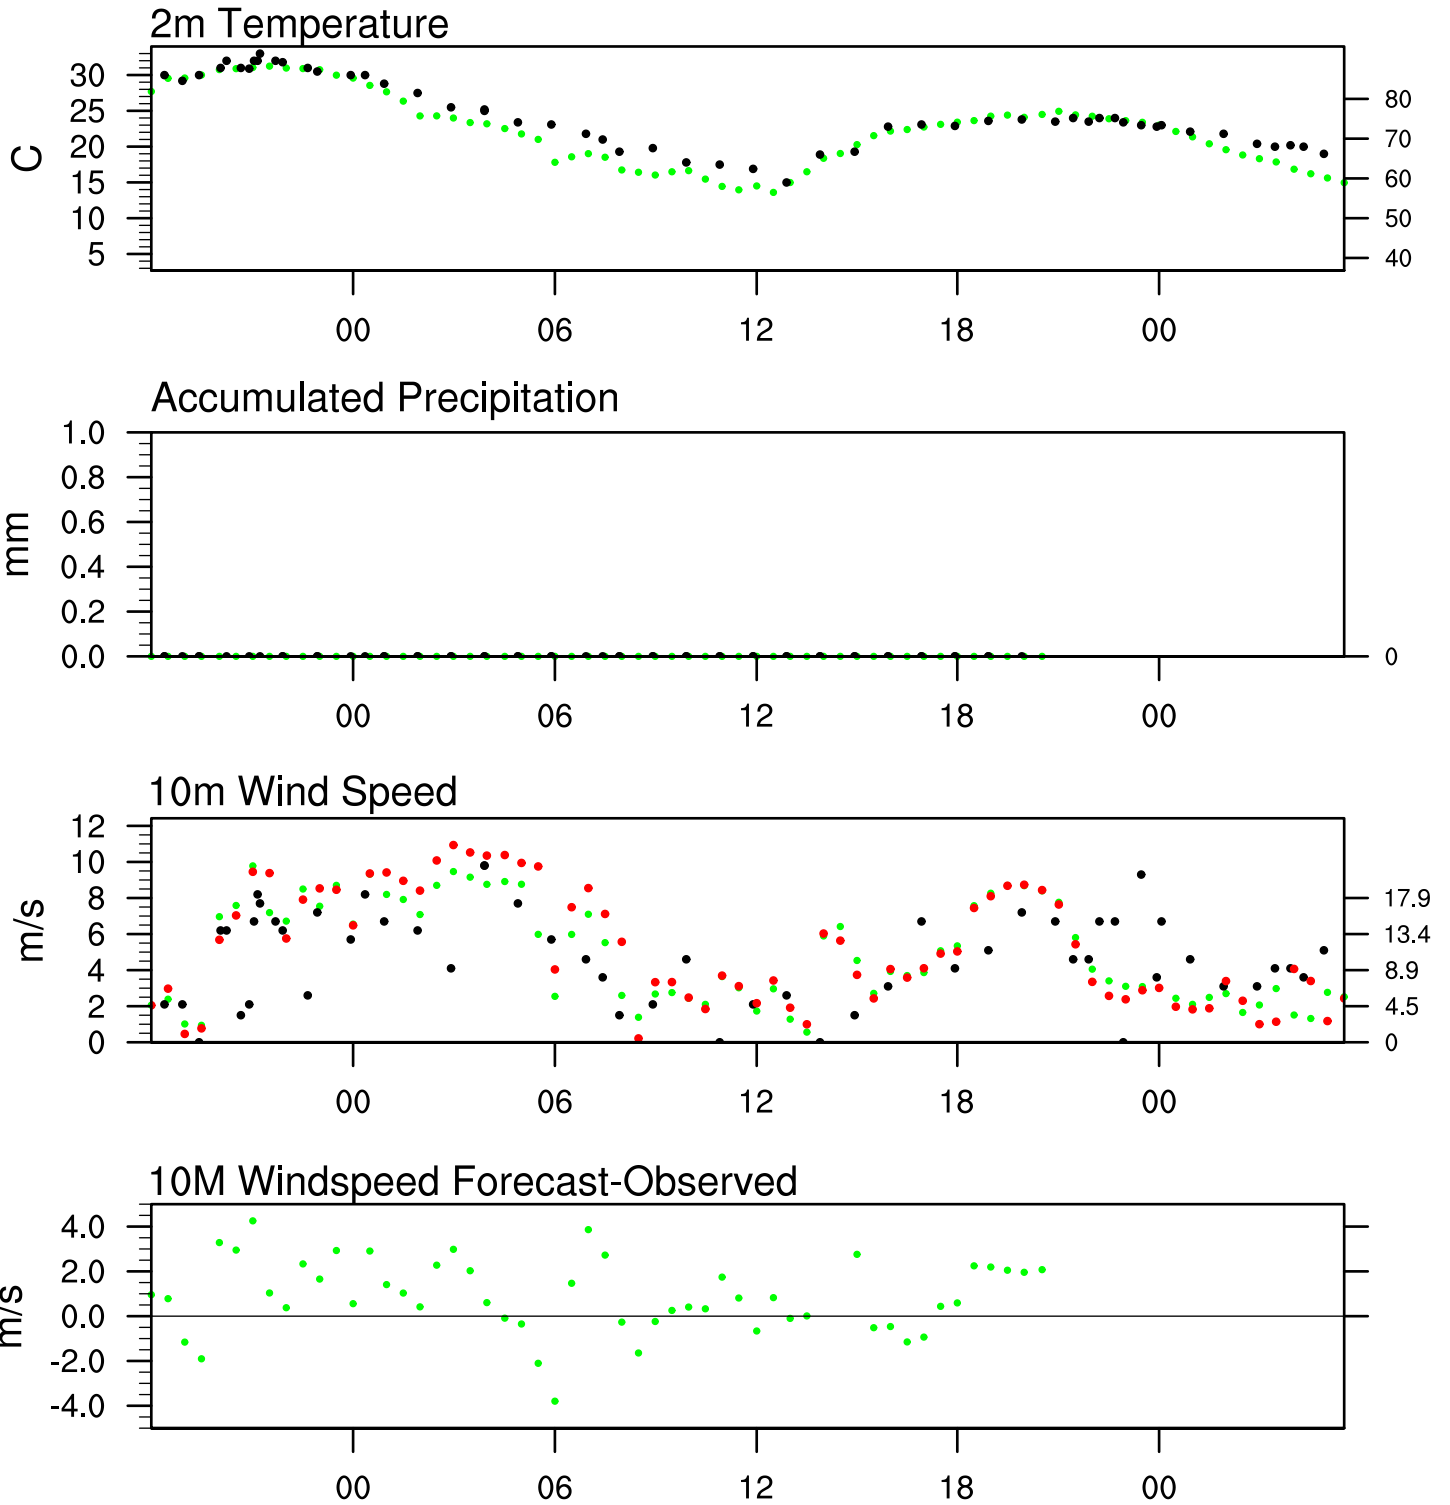 2m Temperature
30
25
20
15
10
5
C
80
70
60
50
40
00 06 12 18 00
Accumulated Precipitation
1.0
0.8
0.6
0.4
0.2
0.0
mm
0
00 06 12 18 00
10m Wind Speed
12
10
8
6
4
2
0
m/s
17.9
13.4
8.9
4.5
0
00 06 12 18 00
10M Windspeed Forecast-Observed
4.0
2.0
0.0
-2.0
-4.0
m/s
00 06 12 18 00